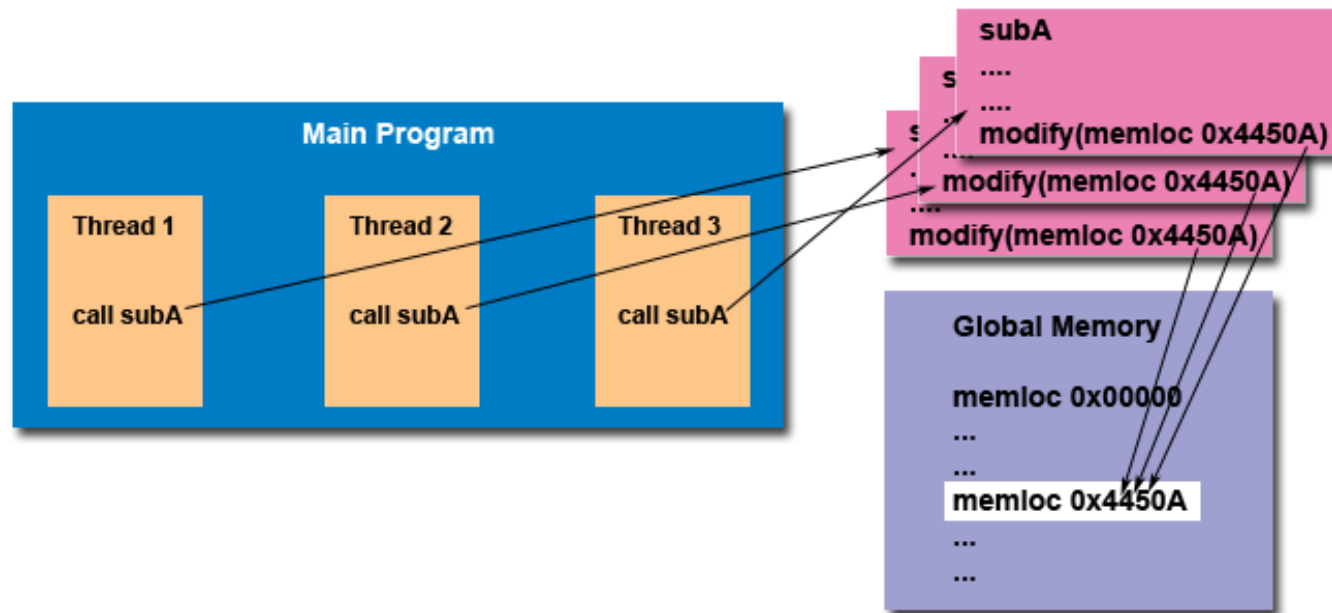 Main Program
Thread 1
call subA
Thread 2
call subA
Thread 3
call subA
subA
....
....
modify(memloc 0x4450A)
s
....
modify(memloc 0x4450A)
s
....
modify(memloc 0x4450A)
Global Memory
memloc 0x00000
...
...
memloc 0x4450A
...
...